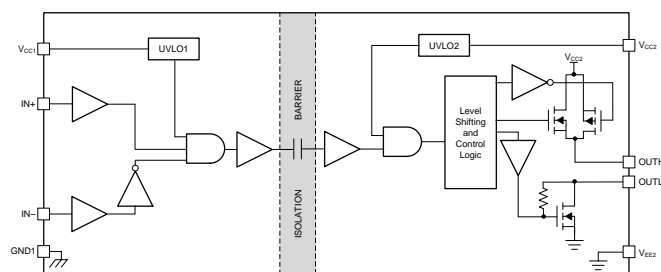 VCC1
UVLO1
IN+
IN–
GND1
BARRIER
ISOLATION
UVLO2
Level
Shifting
and
Control
Logic
VCC2
VCC2
OUTH
OUTL
VEE2